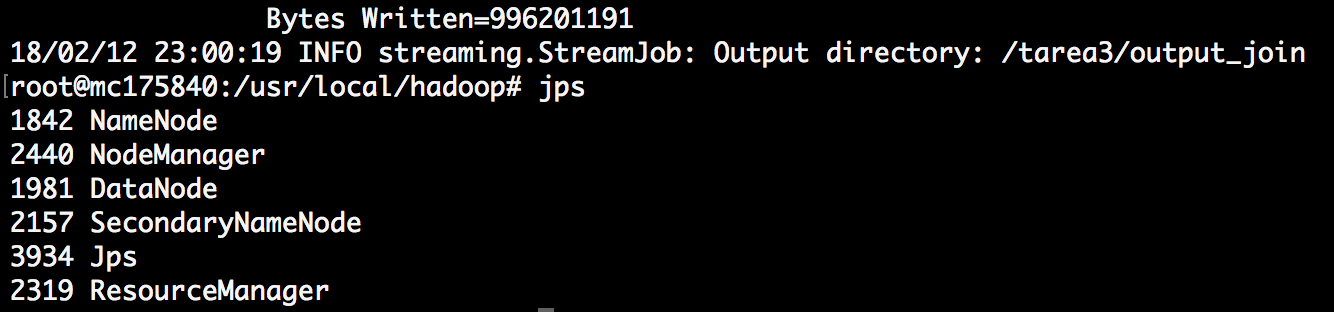 Bytes Written=996201191
18/02/12 23:00:19 INFO streaming.StreamJob: Output directory: /tarea3/output_join
[root@mc175840:/usr/local/hadoop# jps
1842 NameNode
2440 NodeManager
1981 DataNode
2157 SecondaryNameNode
3934 Jps
2319 ResourceManager